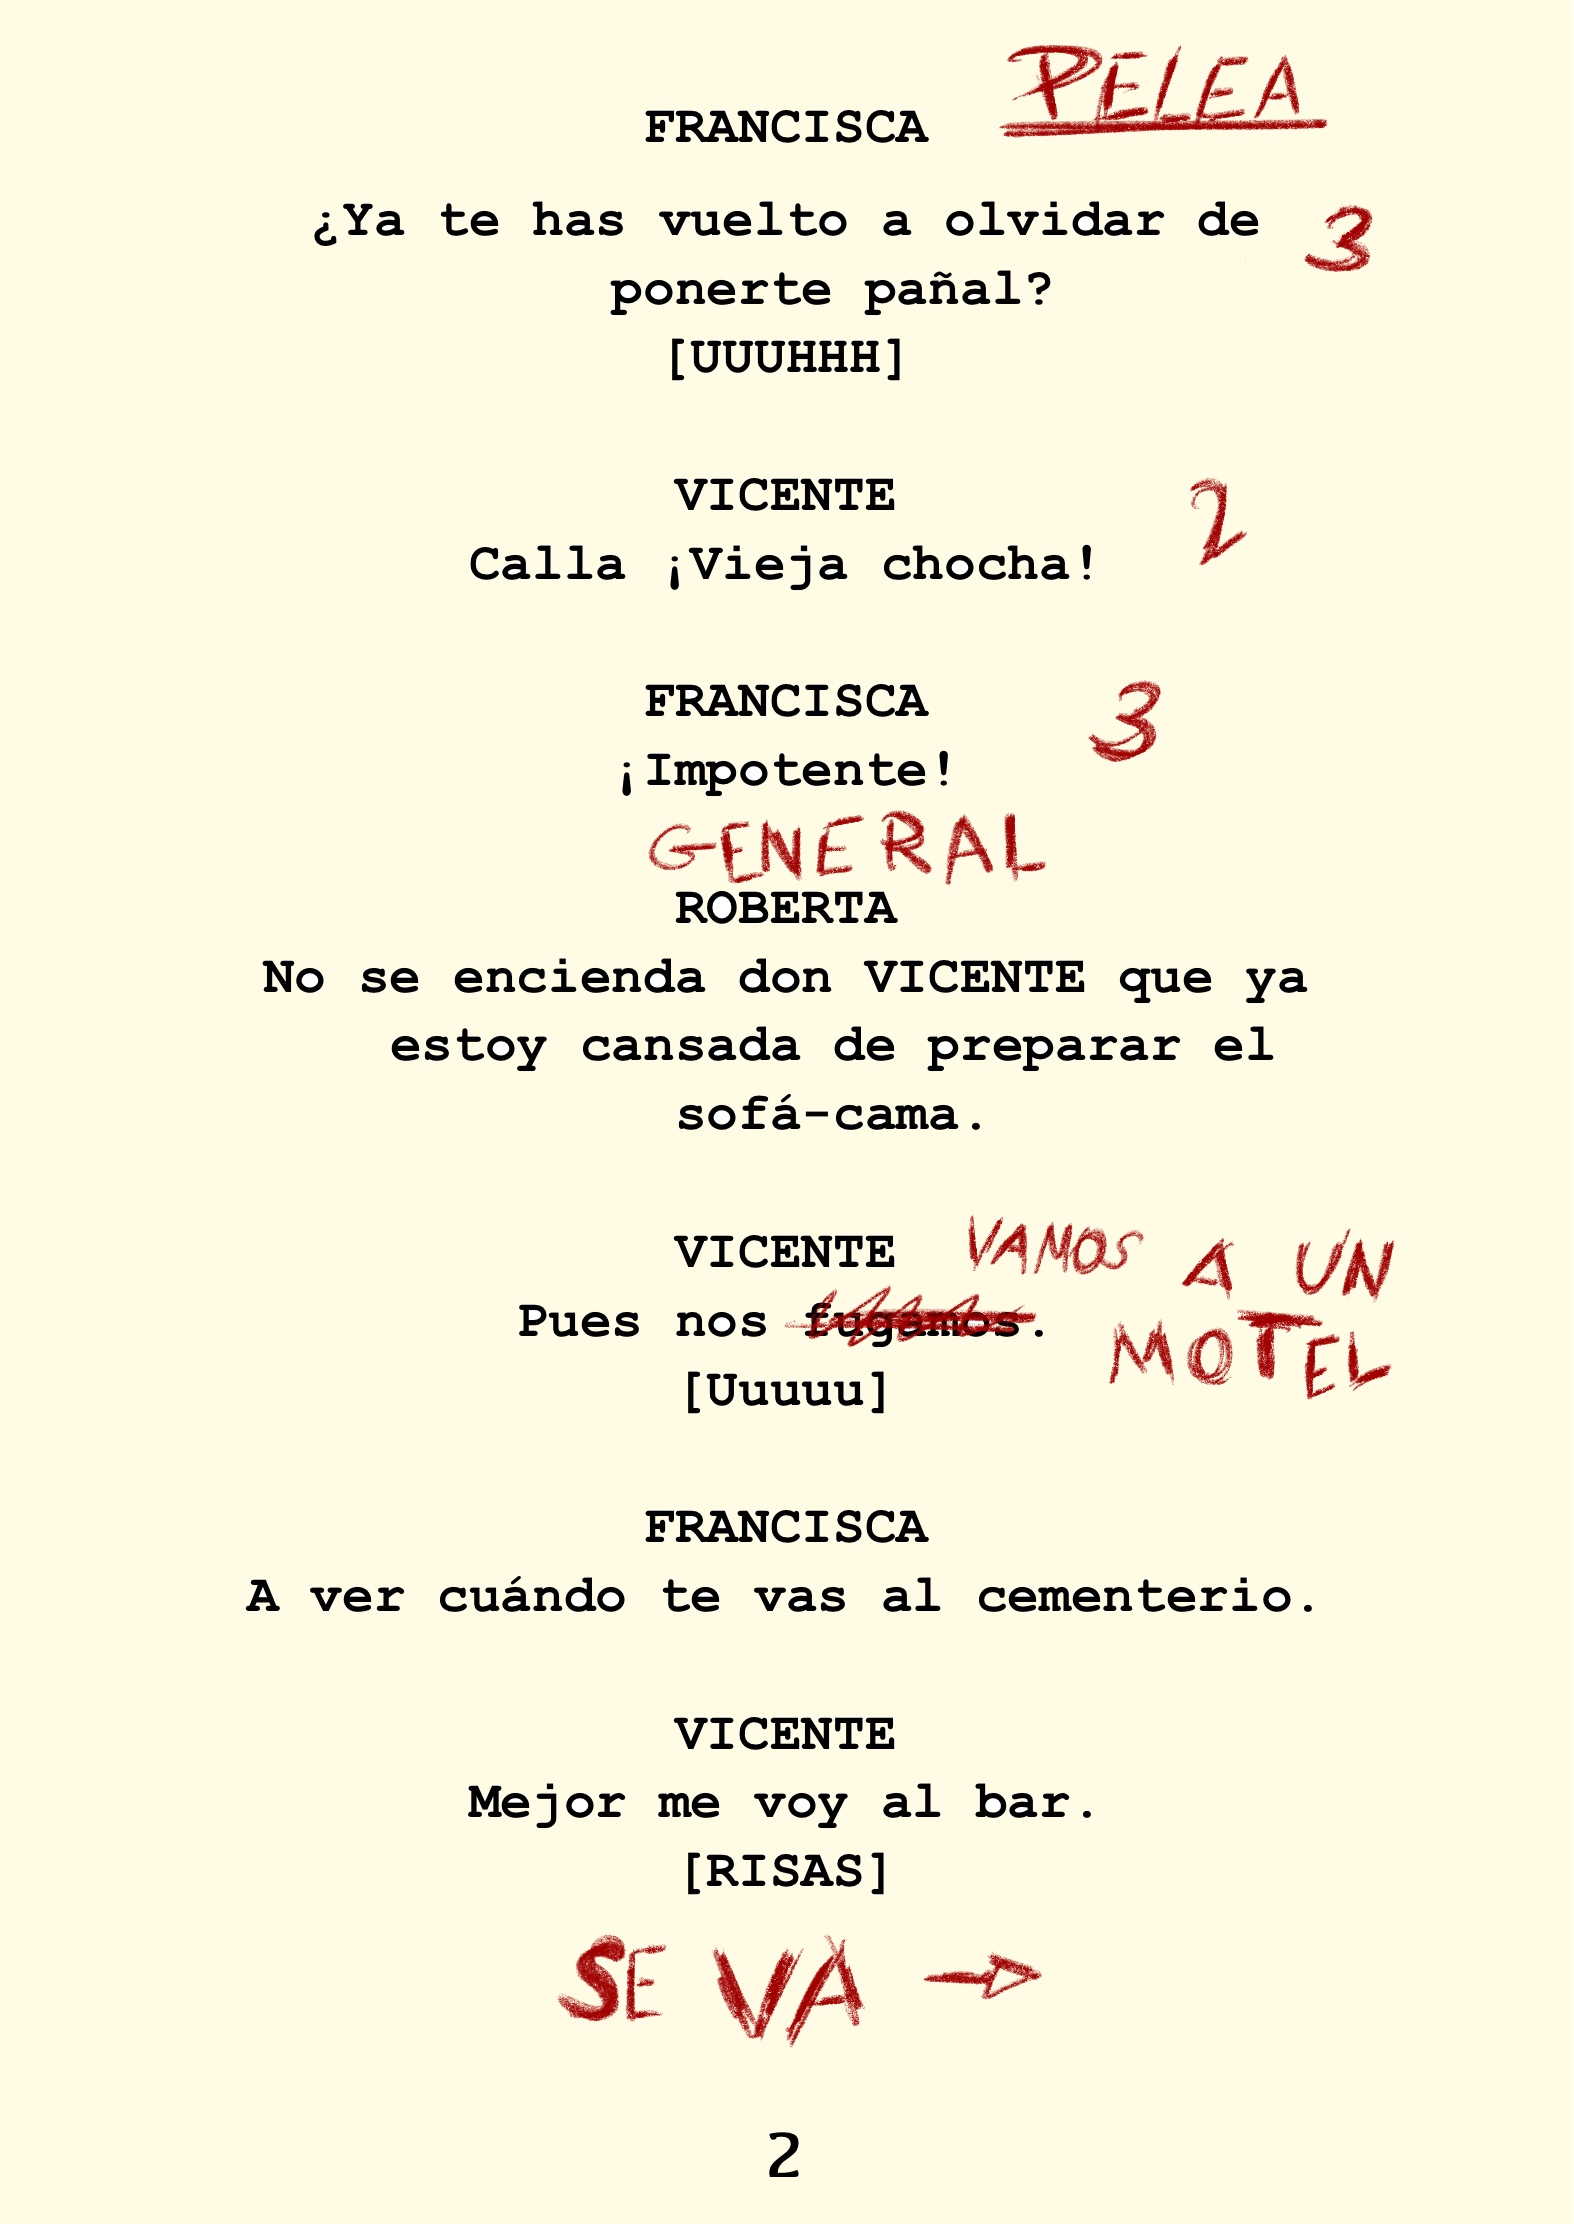 PELEA
FRANCISCA
¿Ya te has vuelto a olvidar de 3
ponerte pañal?
[UUUHHH]
VICENTE 2
Calla ¡Vieja chocha!
FRANCISCA 3
¡Impotente!
GENERAL
ROBERTA
No se encienda don VICENTE que ya
estoy cansada de preparar el
sofá-cama.
VICENTE VAMOS A UN
Pues nos fugamos. MOTEL
[Uuuuu]
FRANCISCA
A ver cuándo te vas al cementerio.
VICENTE
Mejor me voy al bar.
[RISAS]
SE VA →
2